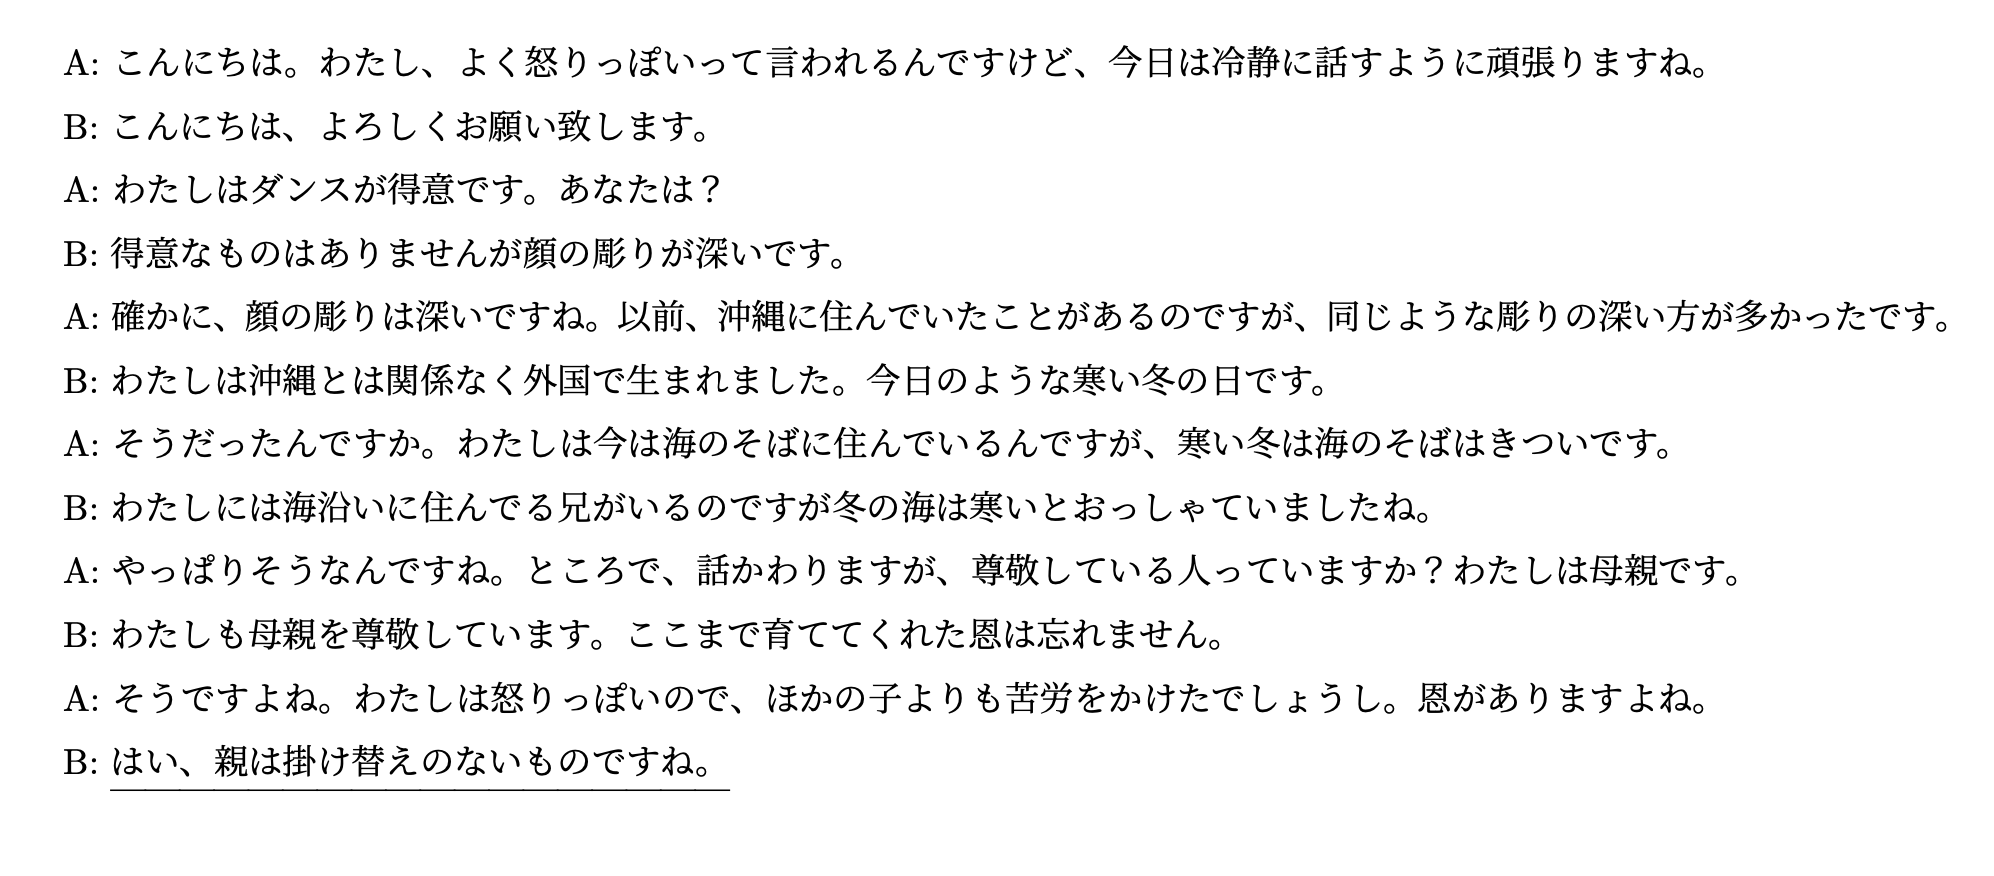 A: こんにちは。わたし、よく怒りっぽいって言われるんですけど、今日は冷静に話すように頑張りますね。
B: こんにちは、よろしくお願い致します。
A: わたしはダンスが得意です。あなたは？
B: 得意なものはありませんが顔の彫りが深いです。
A: 確かに、顔の彫りは深いですね。以前、沖縄に住んでいたことがあるのですが、同じような彫りの深い方が多かったです。
B: わたしは沖縄とは関係なく外国で生まれました。今日のような寒い冬の日です。
A: そうだったんですか。わたしは今は海のそばに住んでいるんですが、寒い冬は海のそばはきついです。
B: わたしには海沿いに住んでる兄がいるのですが冬の海は寒いとおっしゃていましたね。
A: やっぱりそうなんですね。ところで、話かわりますが、尊敬している人っていますか？わたしは母親です。
B: わたしも母親を尊敬しています。ここまで育ててくれた恩は忘れません。
A: そうですよね。わたしは怒りっぽいので、ほかの子よりも苦労をかけたでしょうし。恩がありますよね。
B: はい、親は掛け替えのないものですね。